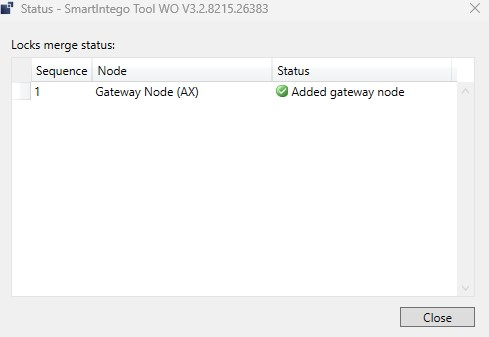 Status - SmartIntego Tool WO V3.2.8215.26383
Locks merge status:
Sequence Node Status
1 Gateway Node (AX) Added gateway node
Close